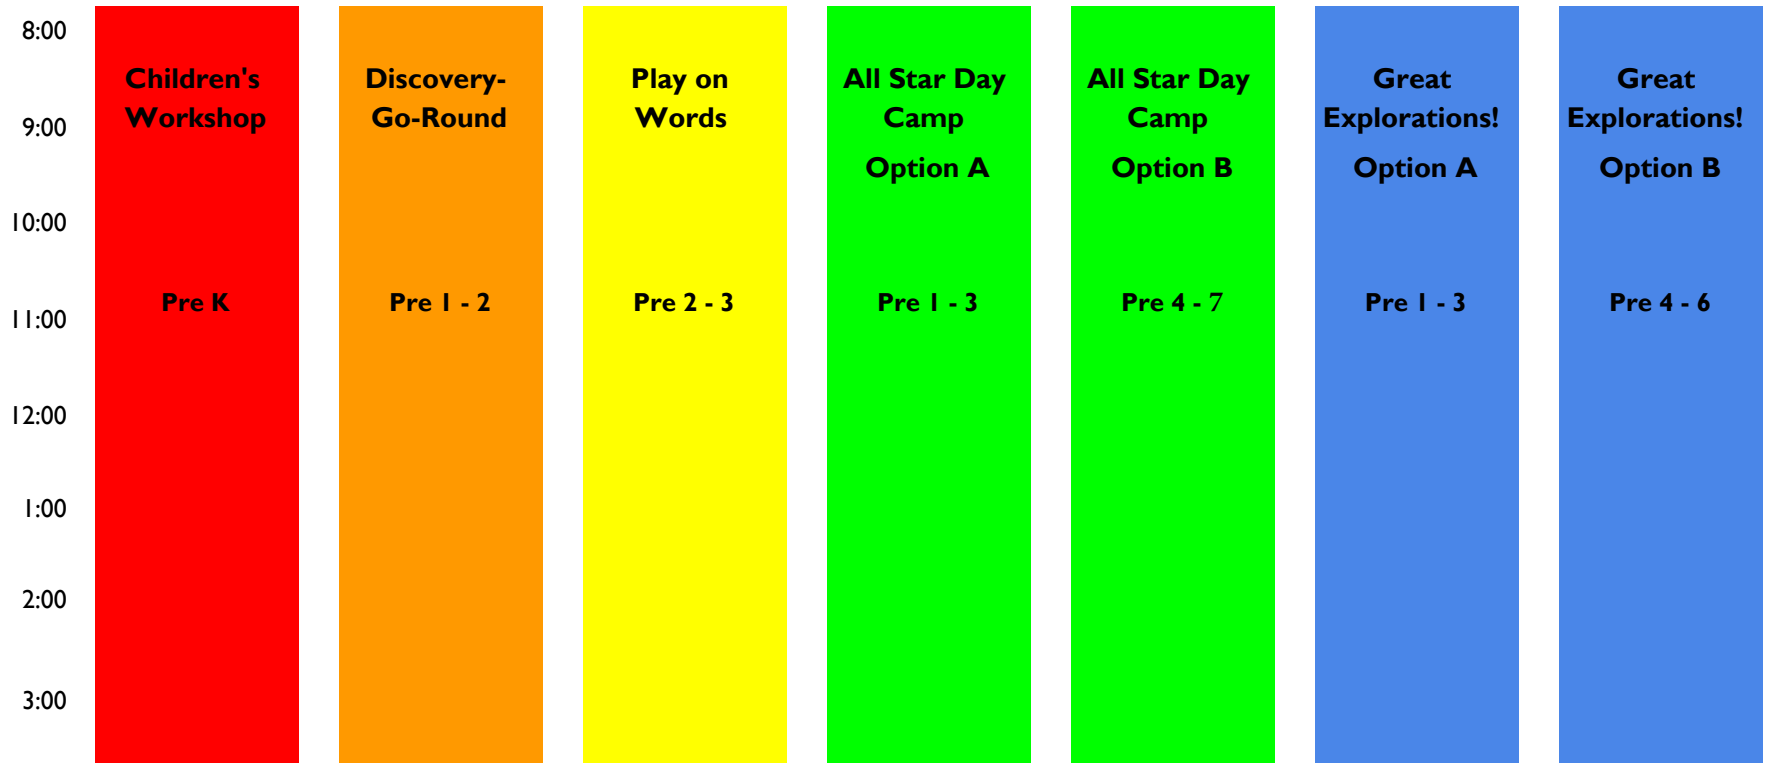 8:00
9:00
10:00
11:00
12:00
1:00
2:00
3:00
Children's
Workshop
Pre K
Discovery-
Go-Round
Pre 1 - 2
Play on
Words
Pre 2 - 3
All Star Day
Camp
Option A
Pre 1 - 3
All Star Day
Camp
Option B
Pre 4 - 7
Great
Explorations!
Option A
Pre 1 - 3
Great
Explorations!
Option B
Pre 4 - 6